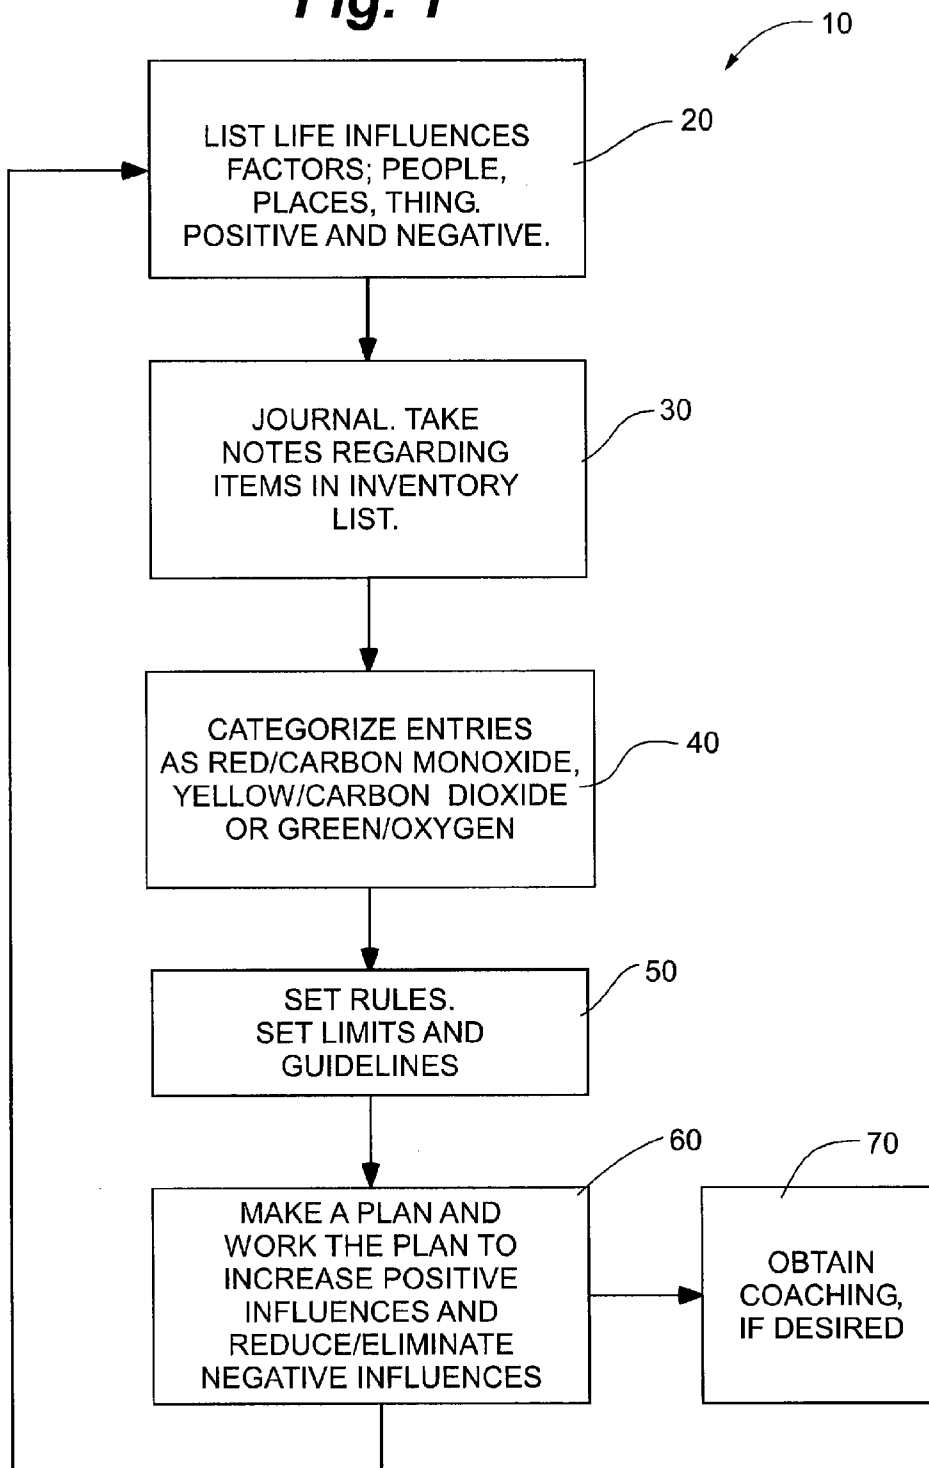 Fig. 1
10
20
LIST LIFE INFLUENCES
FACTORS; PEOPLE,
PLACES, THING.
POSITIVE AND NEGATIVE.
30
JOURNAL. TAKE
NOTES REGARDING
ITEMS IN INVENTORY
LIST.
40
CATEGORIZE ENTRIES
AS RED/CARBON MONOXIDE,
YELLOW/CARBON DIOXIDE
OR GREEN/OXYGEN
50
SET RULES.
SET LIMITS AND
GUIDELINES
60
MAKE A PLAN AND
WORK THE PLAN TO
INCREASE POSITIVE
INFLUENCES AND
REDUCE/ELIMINATE
NEGATIVE INFLUENCES
70
OBTAIN
COACHING,
IF DESIRED